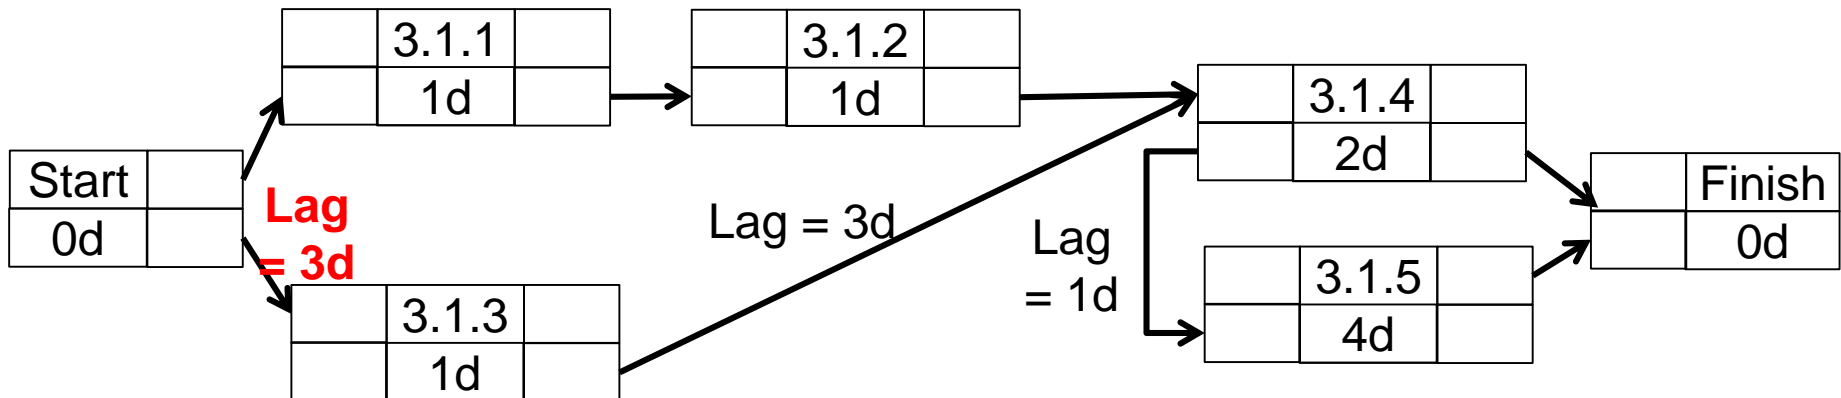 3.1.1
1d
3.1.2
1d
3.1.4
2d
Start
0d
Lag
= 3d
Lag = 3d
Lag
= 1d
Finish
0d
3.1.3
1d
3.1.5
4d